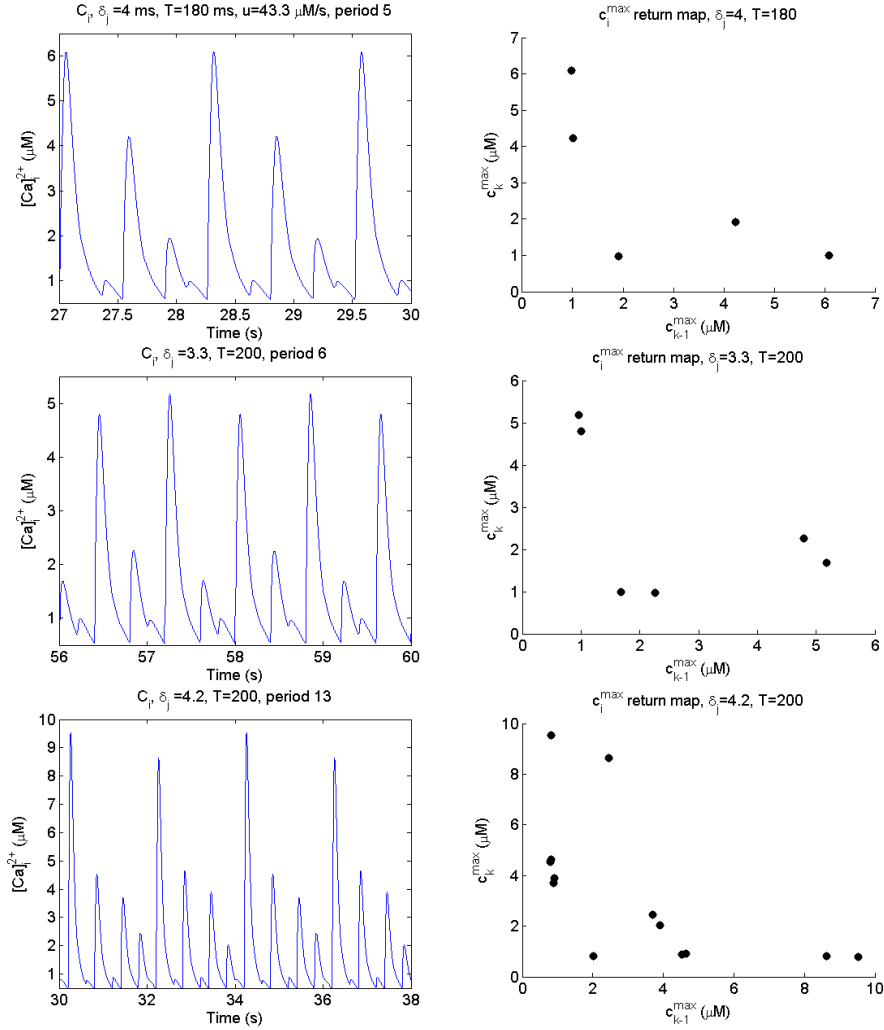 C_i, δ_j =4 ms, T=180 ms, u=43.3 μM/s, period 5
6
5
4
3
2
1
[Ca]_i^{2+} (μM)
27 27.5 28 28.5 29 29.5 30
Time (s)
c_i^{max} return map, δ_j=4, T=180
7
6
5
4
3
2
1
0
c_k^{max} (μM)
0 1 2 3 4 5 6 7
c_{k-1}^{max} (μM)
C_i, δ_j =3.3, T=200, period 6
5
4
3
2
1
[Ca]_i^{2+} (μM)
56 57 58 59 60
Time (s)
c_i^{max} return map, δ_j=3.3, T=200
6
5
4
3
2
1
0
c_k^{max} (μM)
0 1 2 3 4 5 6
c_{k-1}^{max} (μM)
C_i, δ_j =4.2, T=200, period 13
10
9
8
7
6
5
4
3
2
1
[Ca]_i^{2+} (μM)
30 32 34 36 38
Time (s)
c_i^{max} return map, δ_j=4.2, T=200
10
8
6
4
2
0
c_k^{max} (μM)
0 2 4 6 8 10
c_{k-1}^{max} (μM)